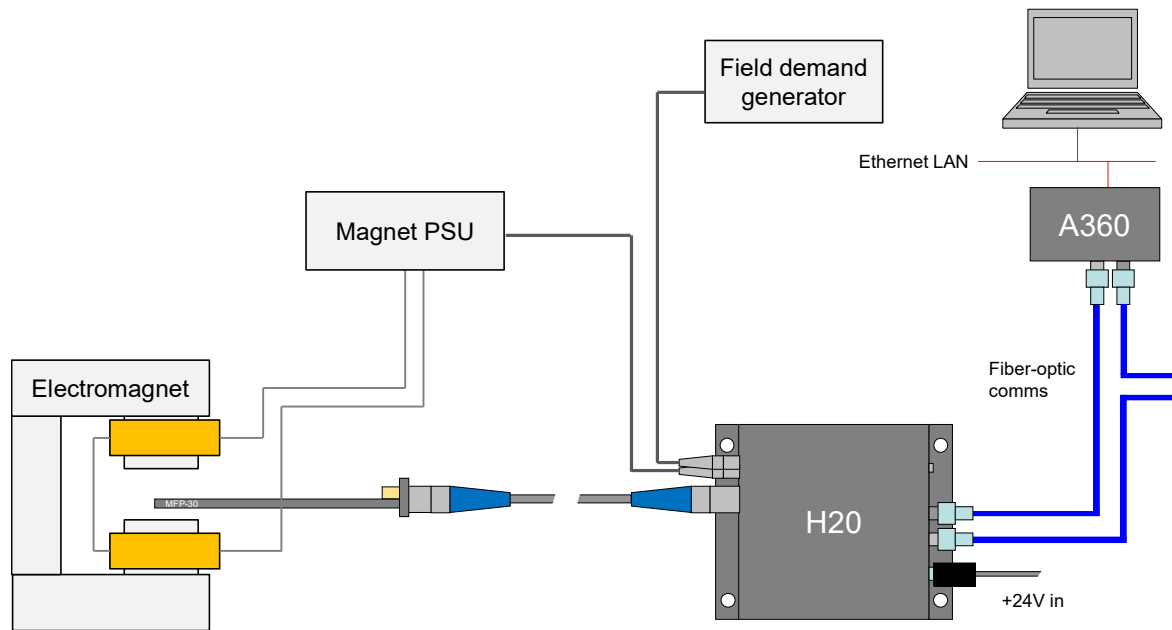 Field demand
generator
Ethernet LAN
A360
Magnet PSU
Electromagnet
Fiber-optic
comms
MFP-30
H20
+24V in